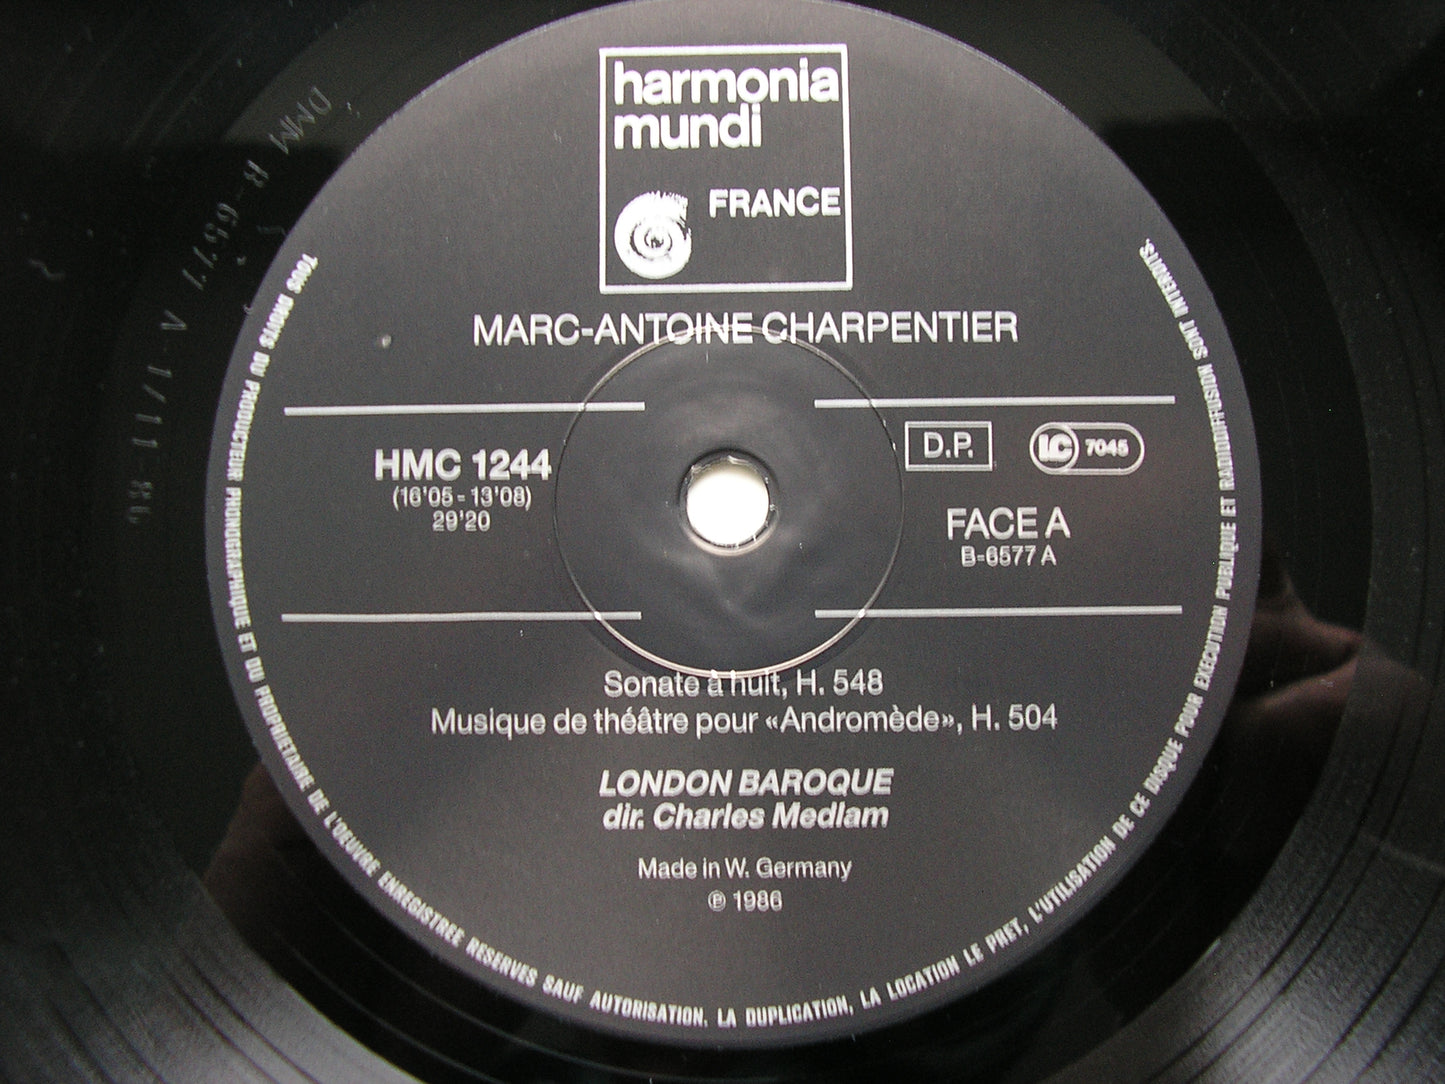 harmonia
mundi
FRANCE
MARC-ANTOINE CHARPENTIER
HMC 1244
(16'05 - 13'08)
29'20
D.P.
LC 7045
FACE A
B-6577 A
Sonate à huit, H. 548
Musique de théâtre pour «Andromède», H. 504
LONDON BAROQUE
dir. Charles Medlam
Made in W. Germany
℗ 1986
TOUS DROITS DU PRODUCTEUR PHONOGRAPHIQUE ET DU PROPRIETAIRE DE L'OEUVRE ENREGISTREE RESERVES SAUF AUTORISATION. LA DUPLICATION, LA LOCATION LE PRET, L'UTILISATION DE CE DISQUE POUR EXECUTION PUBLIQUE ET RADIODIFFUSION SONT INTERDITS.
DMM B-6577 A-1/11-86